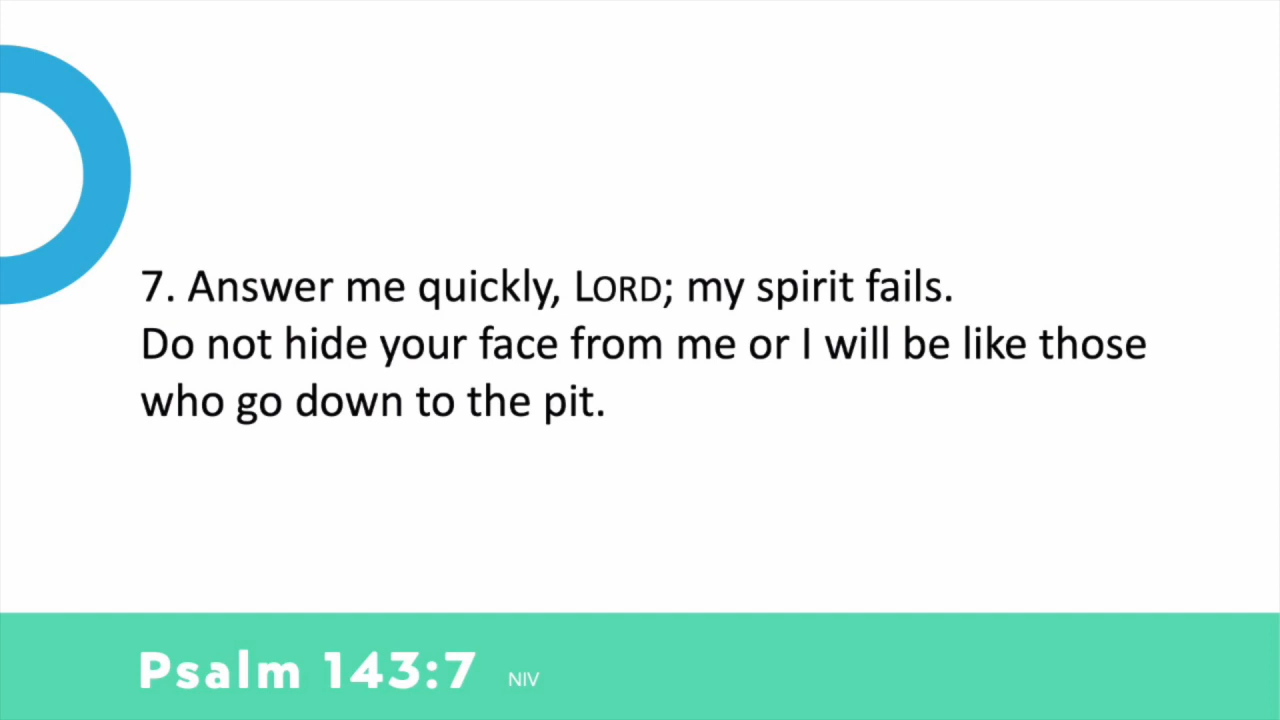 7. Answer me quickly, LORD; my spirit fails.
Do not hide your face from me or I will be like those
who go down to the pit.
Psalm 143:7 NIV